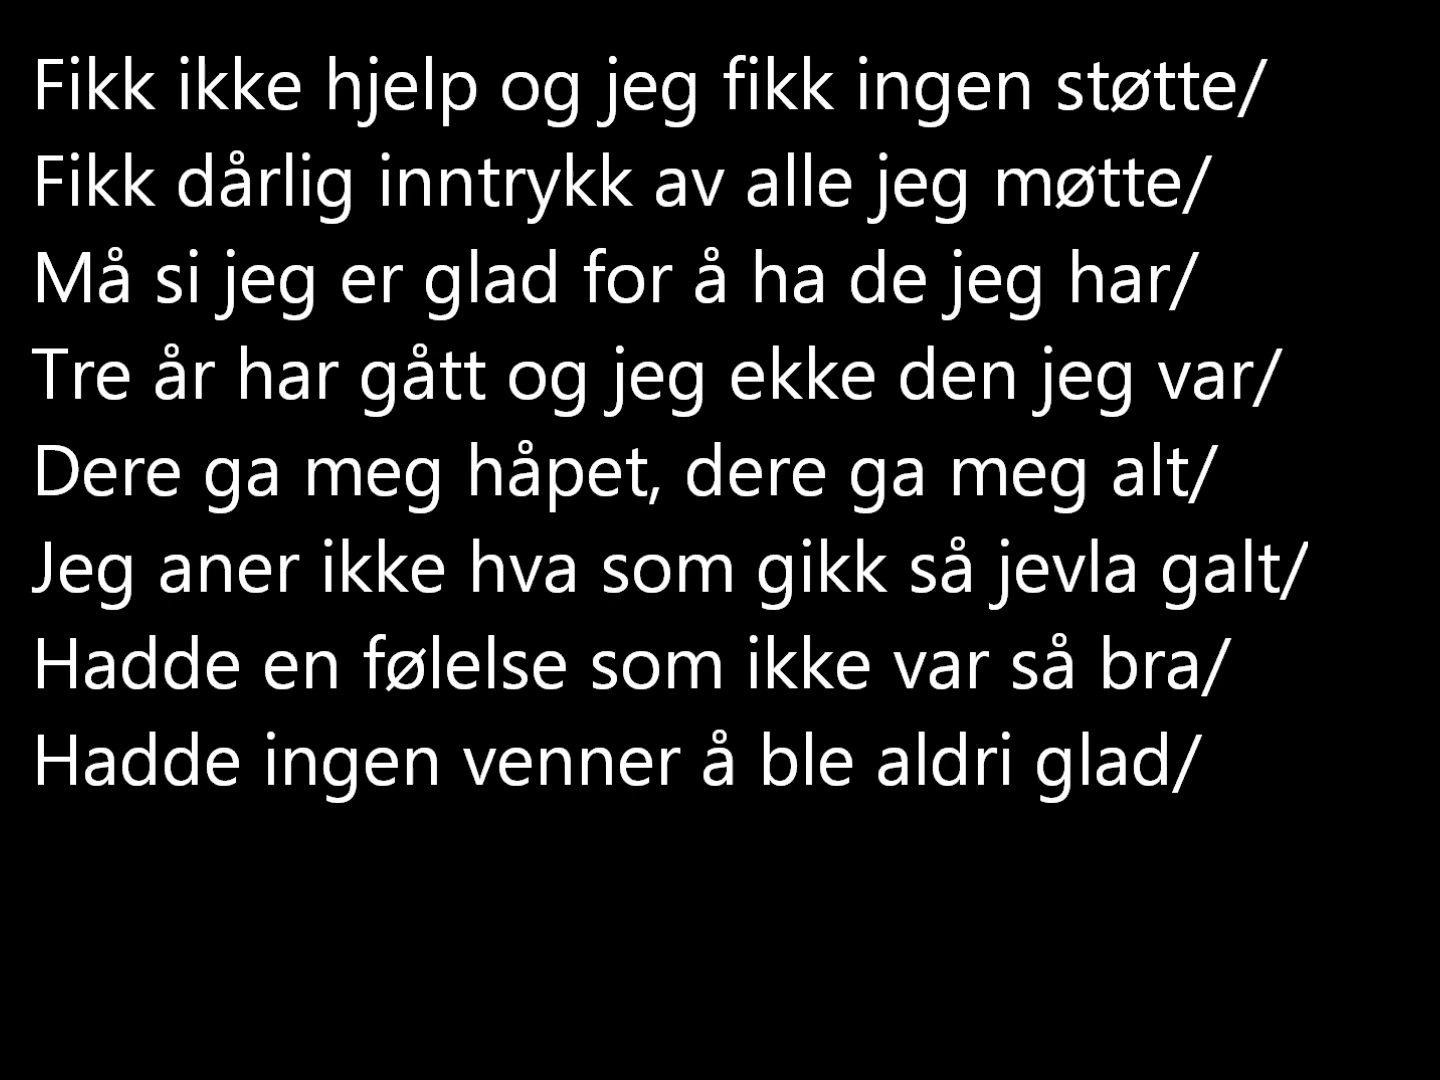 Fikk ikke hjelp og jeg fikk ingen støtte/
Fikk dårlig inntrykk av alle jeg møtte/
Må si jeg er glad for å ha de jeg har/
Tre år har gått og jeg ekke den jeg var/
Dere ga meg håpet, dere ga meg alt/
Jeg aner ikke hva som gikk så jevla galt/
Hadde en følelse som ikke var så bra/
Hadde ingen venner å ble aldri glad/